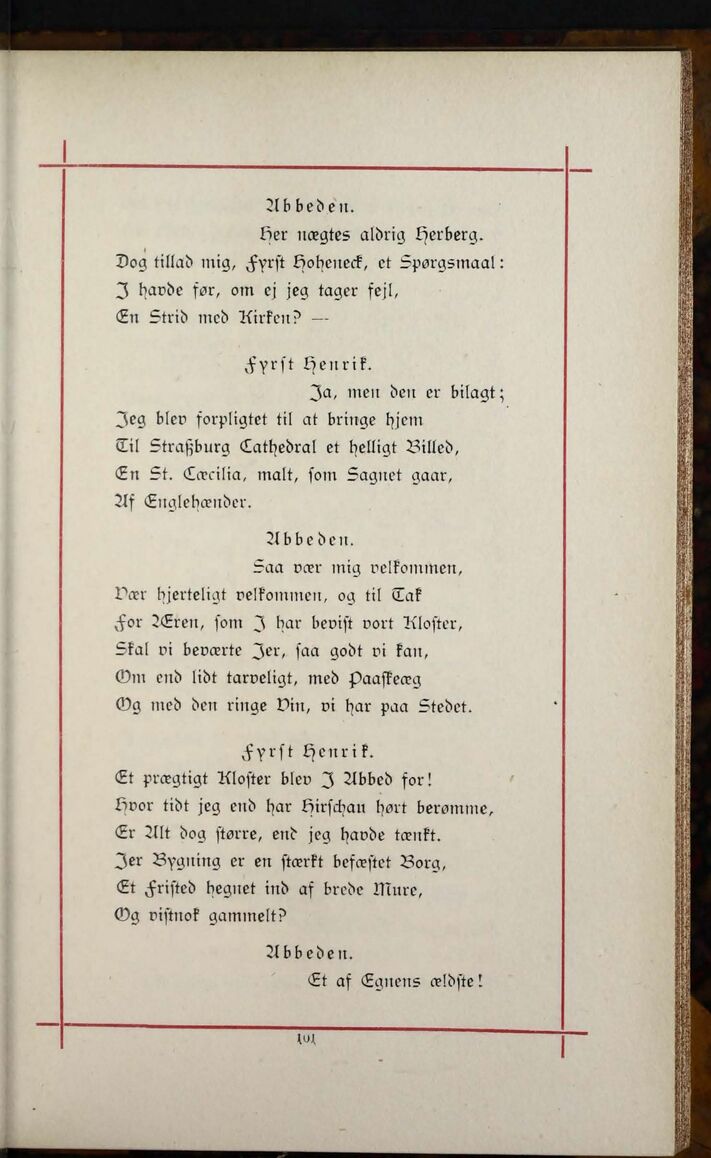 Abbeden.
Her nægtes aldrig Herberg.
Dog tillad mig, Fyrst Hoheneck, et Spørgsmaal:
I havde før, om ej jeg tager fejl,
En Strid med Kirken? —
Fyrst Henrik.
Ja, men den er bilagt;
Jeg blev forpligtet til at bringe hjem
Til Straßburg Cathedral et helligt Billed,
En St. Cæcilia, malt, som Sagnet gaar,
Af Englehænder.
Abbeden.
Saa vær mig velkommen,
Vær hjerteligt velkommen, og til Tak
For Æren, som I har bevist vort Kloster,
Skal vi beværte Jer, saa godt vi kan,
Om end lidt tarveligt, med Paaskeæg
Og med den ringe Vin, vi har paa Stedet.
Fyrst Henrik.
Et prægtigt Kloster blev I Abbed for!
Hvor tidt jeg end har Hirschau hørt berømme,
Er Alt dog større, end jeg havde tænkt.
Jer Bygning er en stærkt befæstet Borg,
Et Fristed hegnet ind af brede Mure,
Og vistnok gammelt?
Abbeden.
Et af Egnens ældste!
101